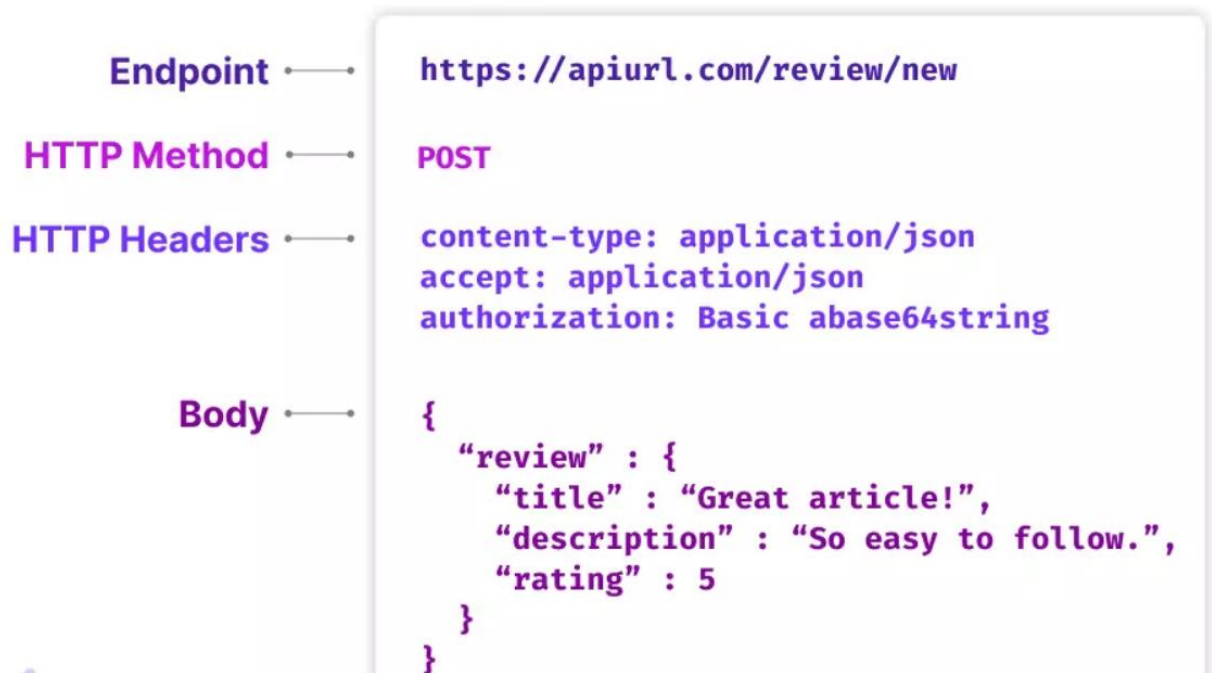 Endpoint https://apiurl.com/review/new
HTTP Method POST
HTTP Headers content-type: application/json
accept: application/json
authorization: Basic abase64string
Body {
“review” : {
“title” : “Great article!”,
“description” : “So easy to follow.”,
“rating” : 5
}
}